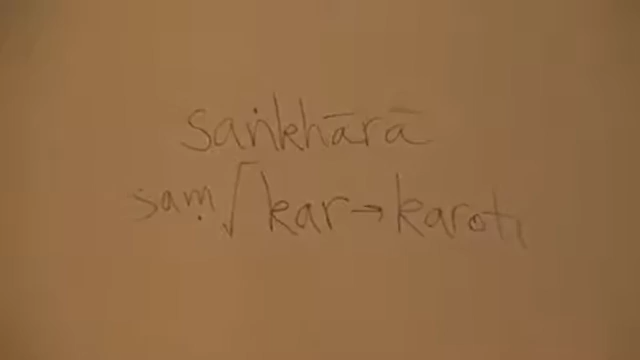 saṅkhārā
saṃ √kar → karoti